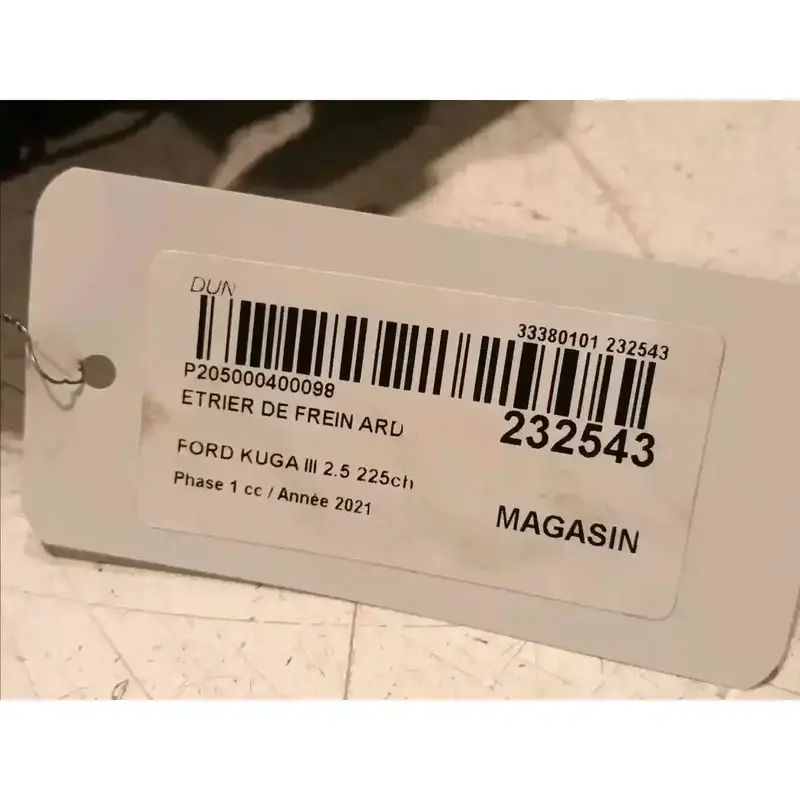 DUN
33380101 232543
P205000400098
ETRIER DE FREIN ARD
232543
FORD KUGA III 2.5 225ch
Phase 1 cc / Année 2021
MAGASIN